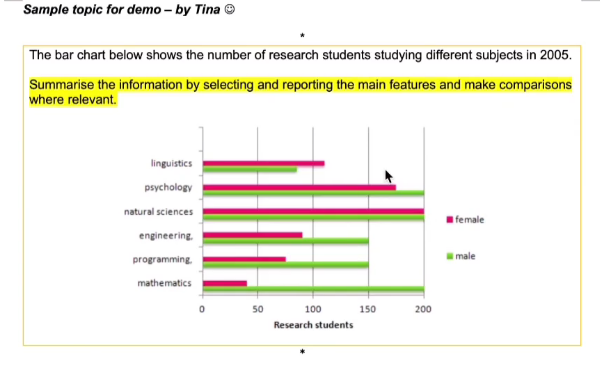 Sample topic for demo – by Tina ☺
*
The bar chart below shows the number of research students studying different subjects in 2005.
Summarise the information by selecting and reporting the main features and make comparisons
where relevant.
linguistics
psychology
natural sciences
engineering,
programming,
mathematics
female
male
0 50 100 150 200
Research students
*